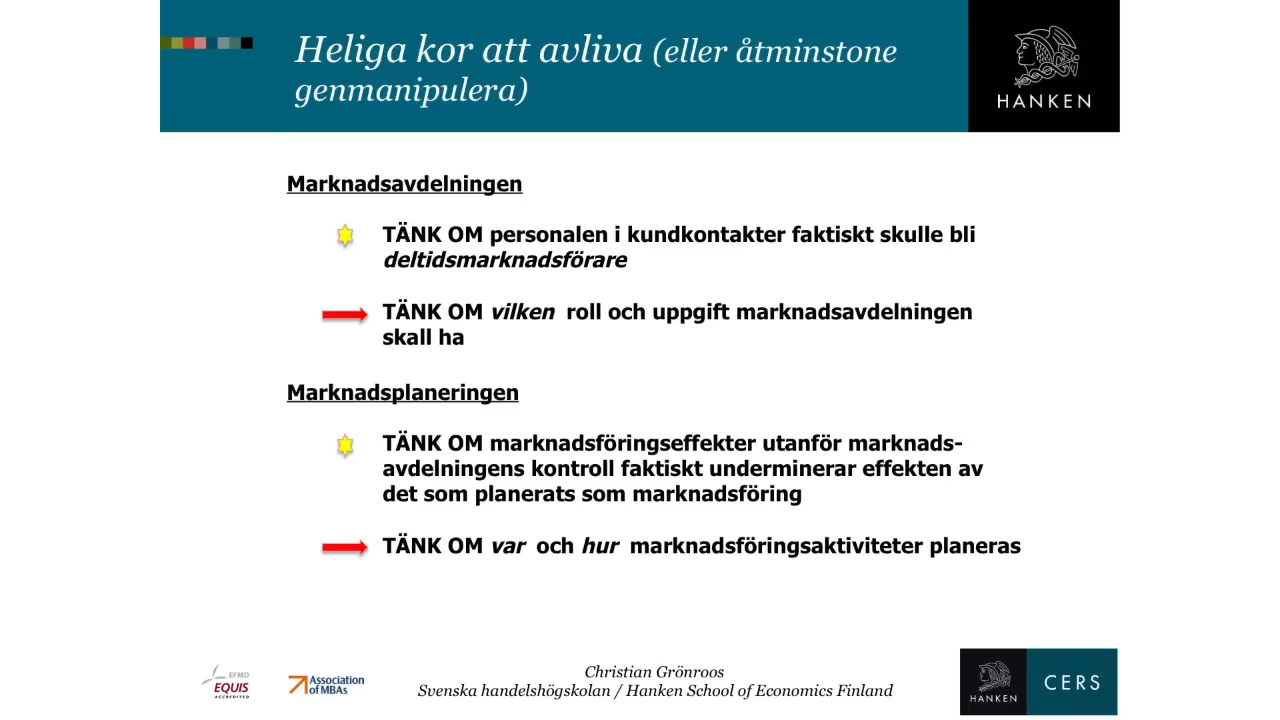 Heliga kor att avliva (eller åtminstone
genmanipulera)
HANKEN
Marknadsavdelningen
TÄNK OM personalen i kundkontakter faktiskt skulle bli
deltidsmarknadsförare
TÄNK OM vilken roll och uppgift marknadsavdelningen
skall ha
Marknadsplaneringen
TÄNK OM marknadsföringseffekter utanför marknads-
avdelningens kontroll faktiskt underminerar effekten av
det som planerats som marknadsföring
TÄNK OM var och hur marknadsföringsaktiviteter planeras
EFMD
EQUIS
ACCREDITED
Association
of MBAs
Christian Grönroos
Svenska handelshögskolan / Hanken School of Economics Finland
HANKEN
CERS